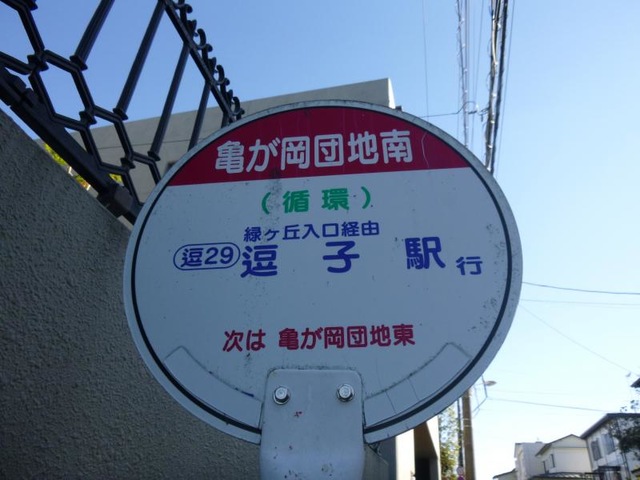 亀が岡団地南
(循環)
緑ヶ丘入口経由
逗29 逗子駅行
次は 亀が岡団地東